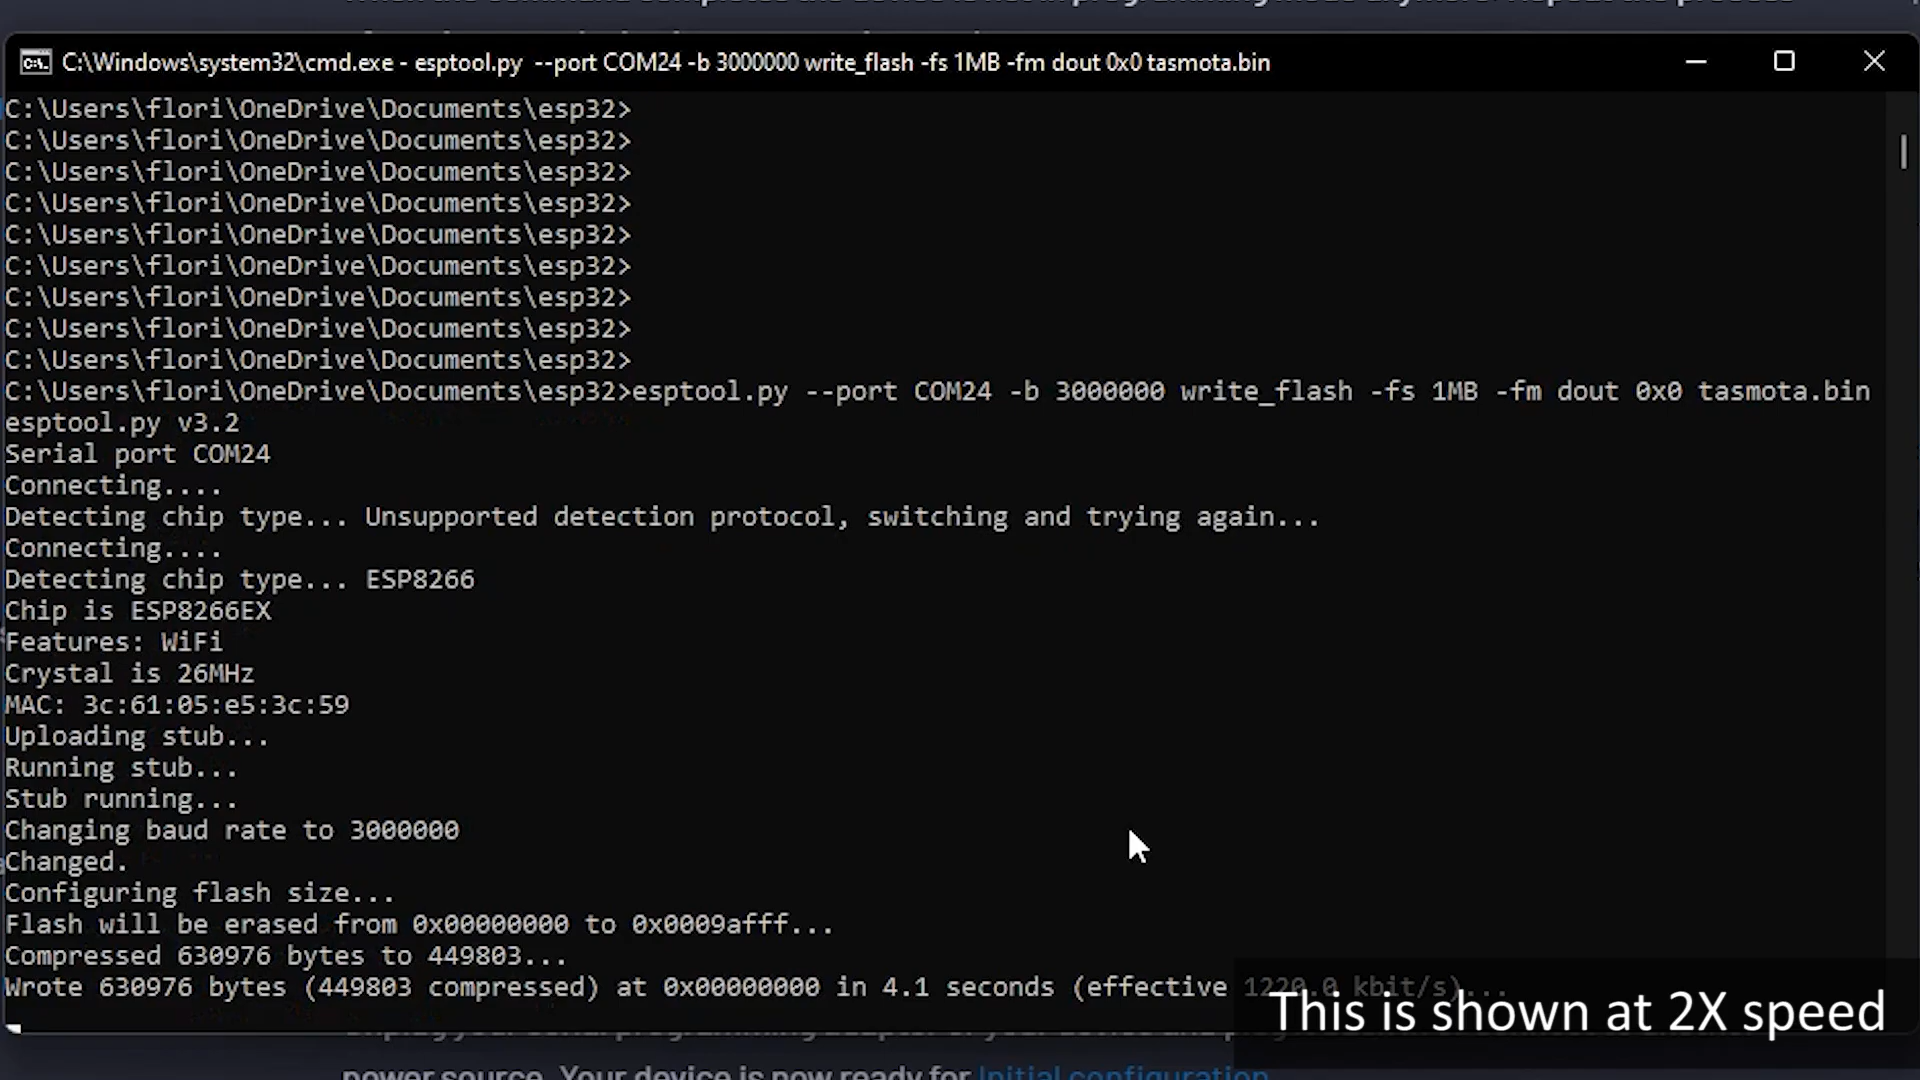 C:\Windows\system32\cmd.exe - esptool.py  --port COM24 -b 3000000 write_flash -fs 1MB -fm dout 0x0 tasmota.bin
C:\Users\flori\OneDrive\Documents\esp32>
C:\Users\flori\OneDrive\Documents\esp32>
C:\Users\flori\OneDrive\Documents\esp32>
C:\Users\flori\OneDrive\Documents\esp32>
C:\Users\flori\OneDrive\Documents\esp32>
C:\Users\flori\OneDrive\Documents\esp32>
C:\Users\flori\OneDrive\Documents\esp32>
C:\Users\flori\OneDrive\Documents\esp32>
C:\Users\flori\OneDrive\Documents\esp32>
C:\Users\flori\OneDrive\Documents\esp32>esptool.py --port COM24 -b 3000000 write_flash -fs 1MB -fm dout 0x0 tasmota.bin
esptool.py v3.2
Serial port COM24
Connecting....
Detecting chip type... Unsupported detection protocol, switching and trying again...
Connecting....
Detecting chip type... ESP8266
Chip is ESP8266EX
Features: WiFi
Crystal is 26MHz
MAC: 3c:61:05:e5:3c:59
Uploading stub...
Running stub...
Stub running...
Changing baud rate to 3000000
Changed.
Configuring flash size...
Flash will be erased from 0x00000000 to 0x0009afff...
Compressed 630976 bytes to 449803...
Wrote 630976 bytes (449803 compressed) at 0x00000000 in 4.1 seconds (effective 1220.0 kbit/s)...
This is shown at 2X speed
power source. Your device is now ready for Initial configuration